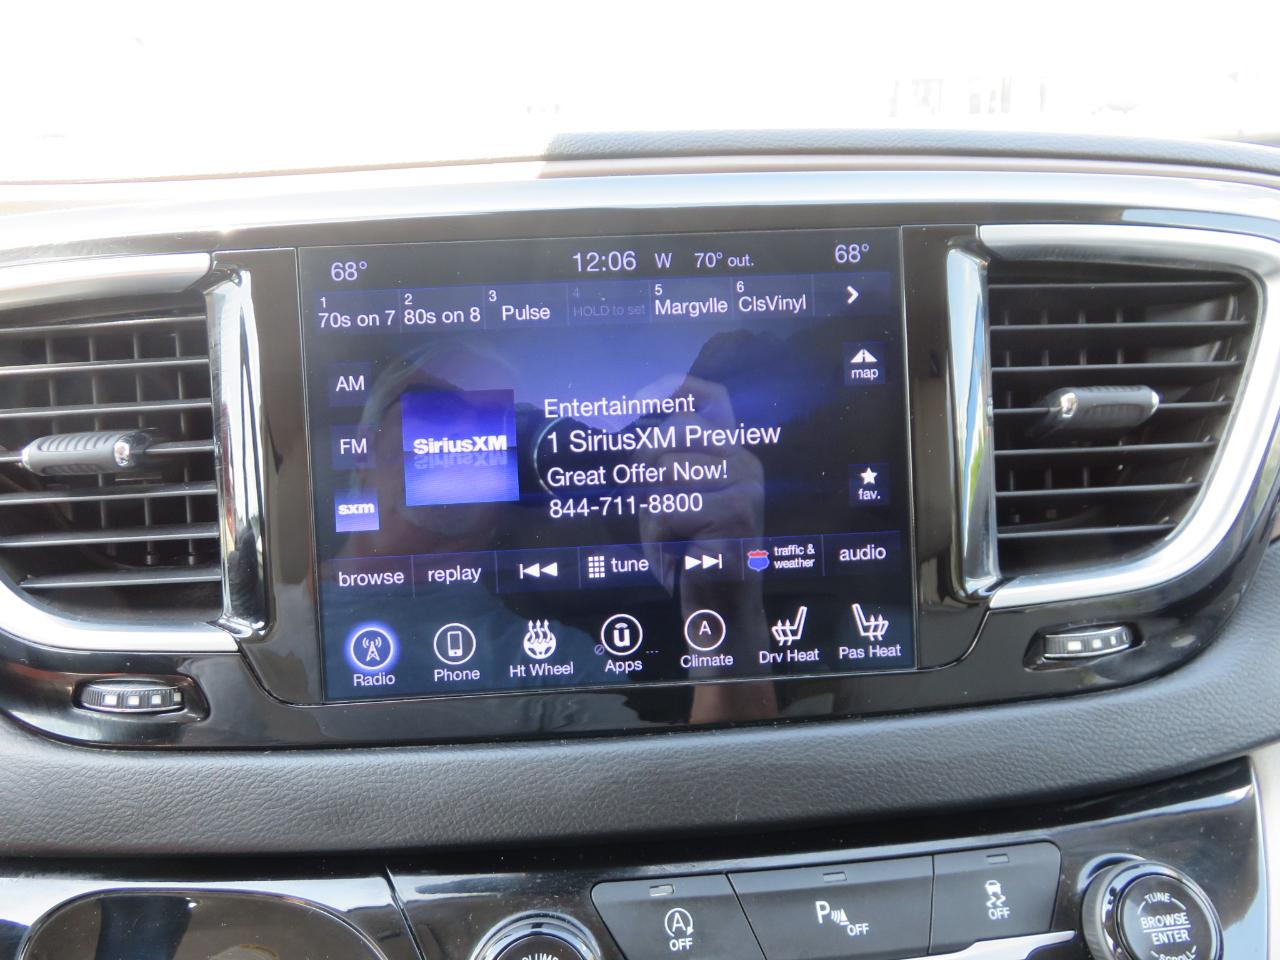 68° 12:06 W 70° out. 68°
1 2 3 4 5 6
70s on 7 80s on 8 Pulse HOLD to set Margvlle ClsVinyl
AM
map
Entertainment
1 SiriusXM Preview
Great Offer Now!
844-711-8800
SiriusXM
FM
fav.
sxm
browse replay tune traffic & weather audio
Radio Phone Ht Wheel Apps Climate Drv Heat Pas Heat
A
A OFF
P OFF
OFF
TUNE
BROWSE
ENTER